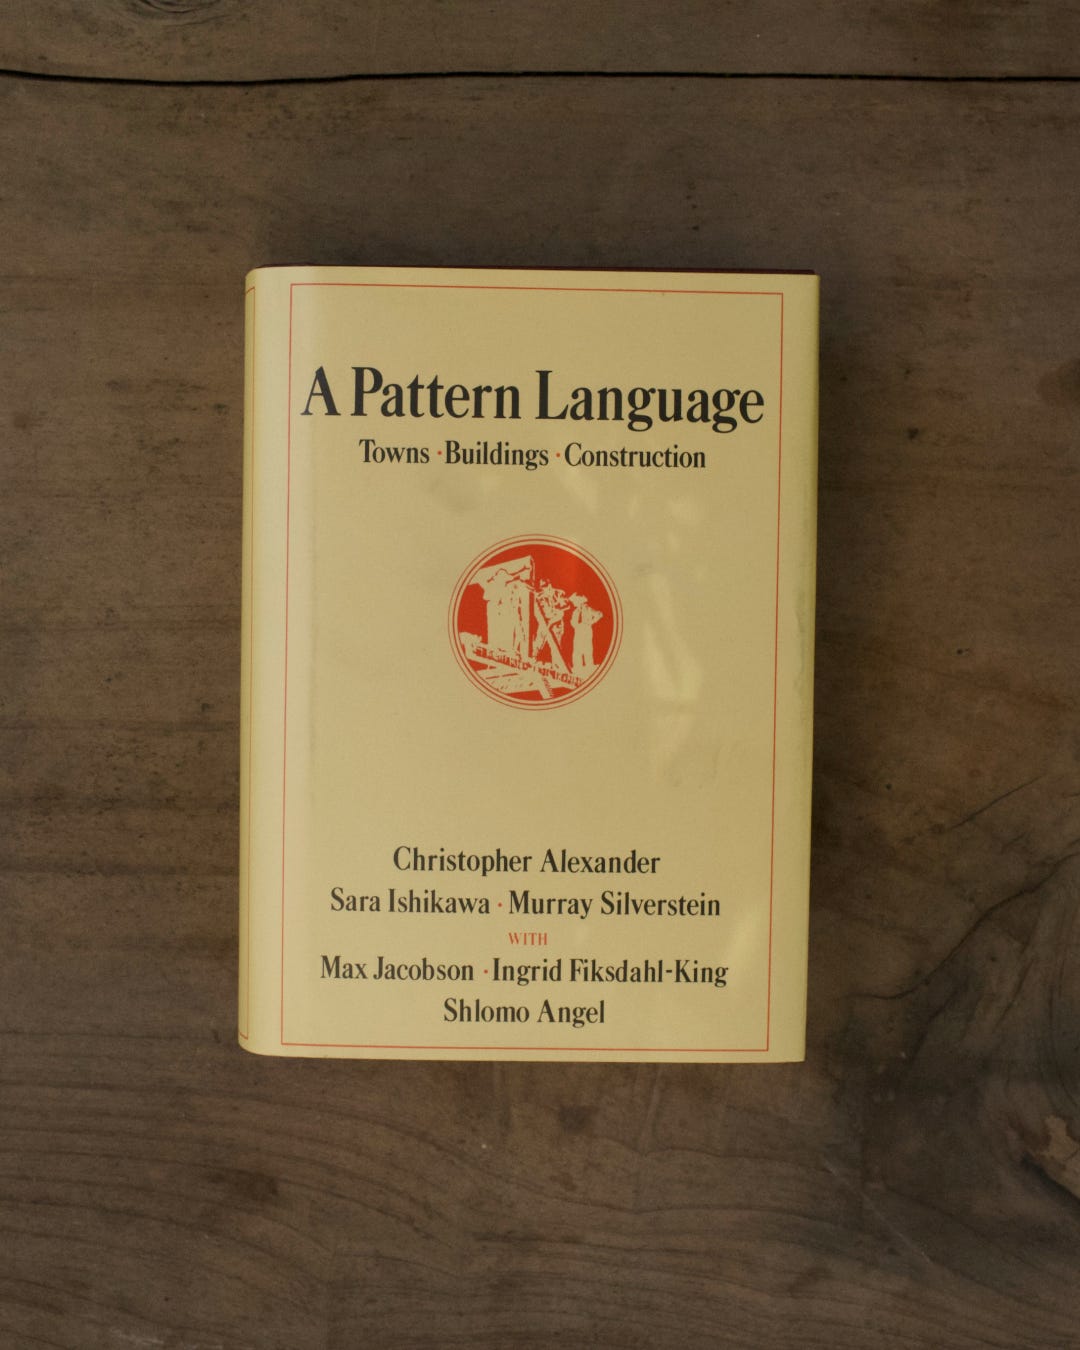 A Pattern Language
Towns · Buildings · Construction
Christopher Alexander
Sara Ishikawa · Murray Silverstein
WITH
Max Jacobson · Ingrid Fiksdahl-King
Shlomo Angel